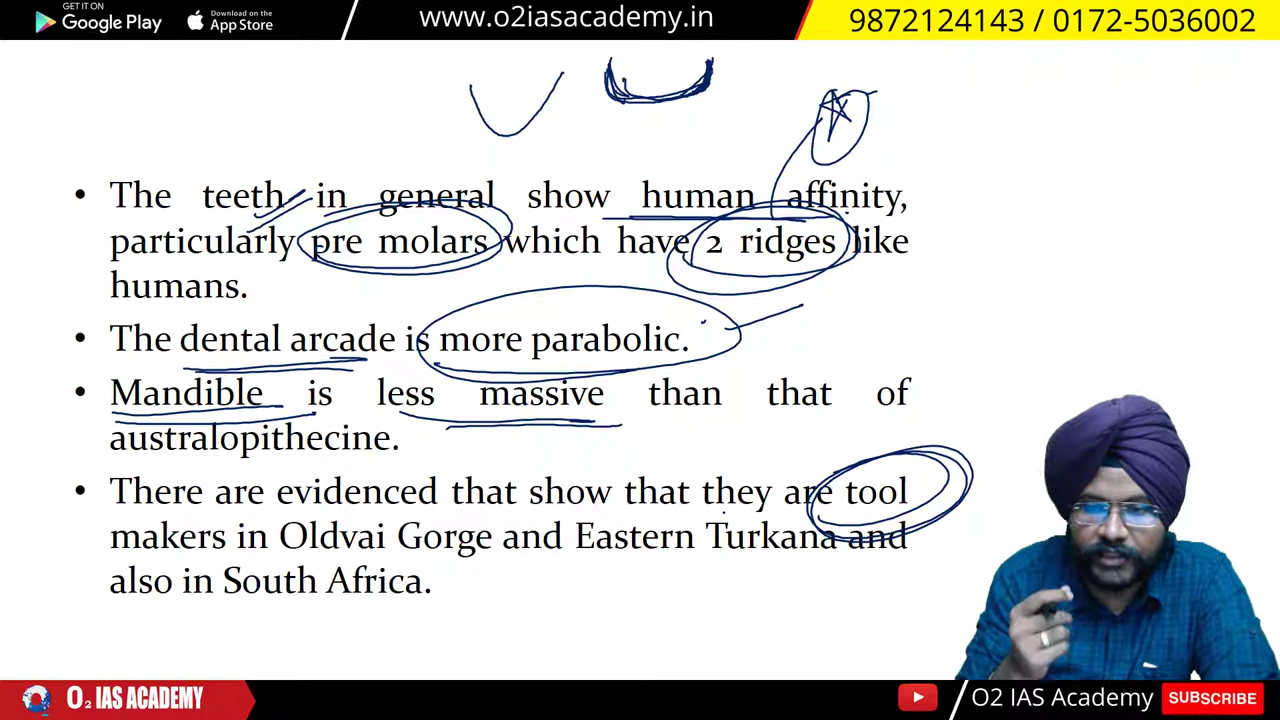 GET IT ON
Google Play
Download on the
App Store
www.o2iasacademy.in
9872124143 / 0172-5036002
• The teeth in general show human affinity,
particularly pre molars which have 2 ridges like
humans.
• The dental arcade is more parabolic.
• Mandible is less massive than that of
australopithecine.
• There are evidenced that show that they are tool
makers in Oldvai Gorge and Eastern Turkana and
also in South Africa.
O2 IAS ACADEMY
O2 IAS Academy
SUBSCRIBE